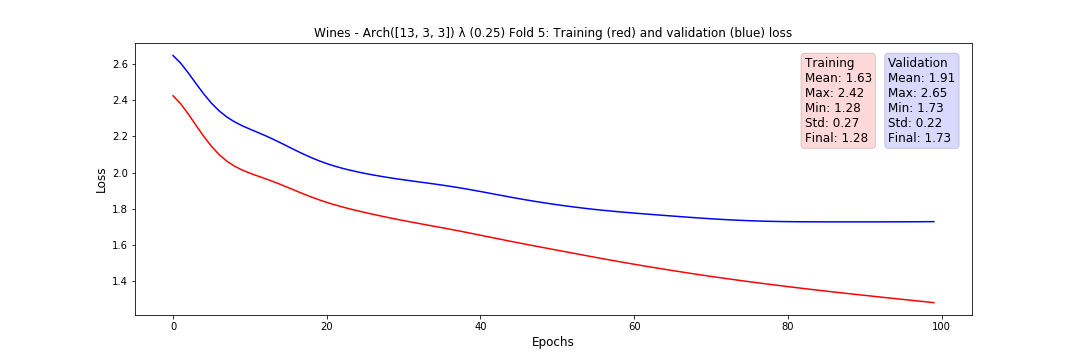 Wines - Arch([13, 3, 3]) λ (0.25) Fold 5: Training (red) and validation (blue) loss
Training
Mean: 1.63
Max: 2.42
Min: 1.28
Std: 0.27
Final: 1.28
Validation
Mean: 1.91
Max: 2.65
Min: 1.73
Std: 0.22
Final: 1.73
Loss
2.6
2.4
2.2
2.0
1.8
1.6
1.4
0 20 40 60 80 100
Epochs